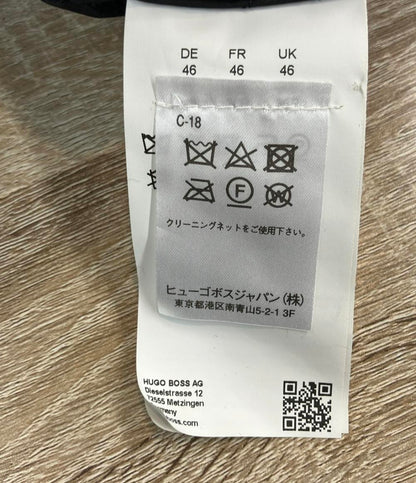 DE FR UK
46 46 46
C-18
F
W
クリーニングネットをご使用下さい。
ヒューゴボスジャパン(株)
東京都港区南青山5-2-1 3F
HUGO BOSS AG
Dieselstrasse 12
72555 Metzingen